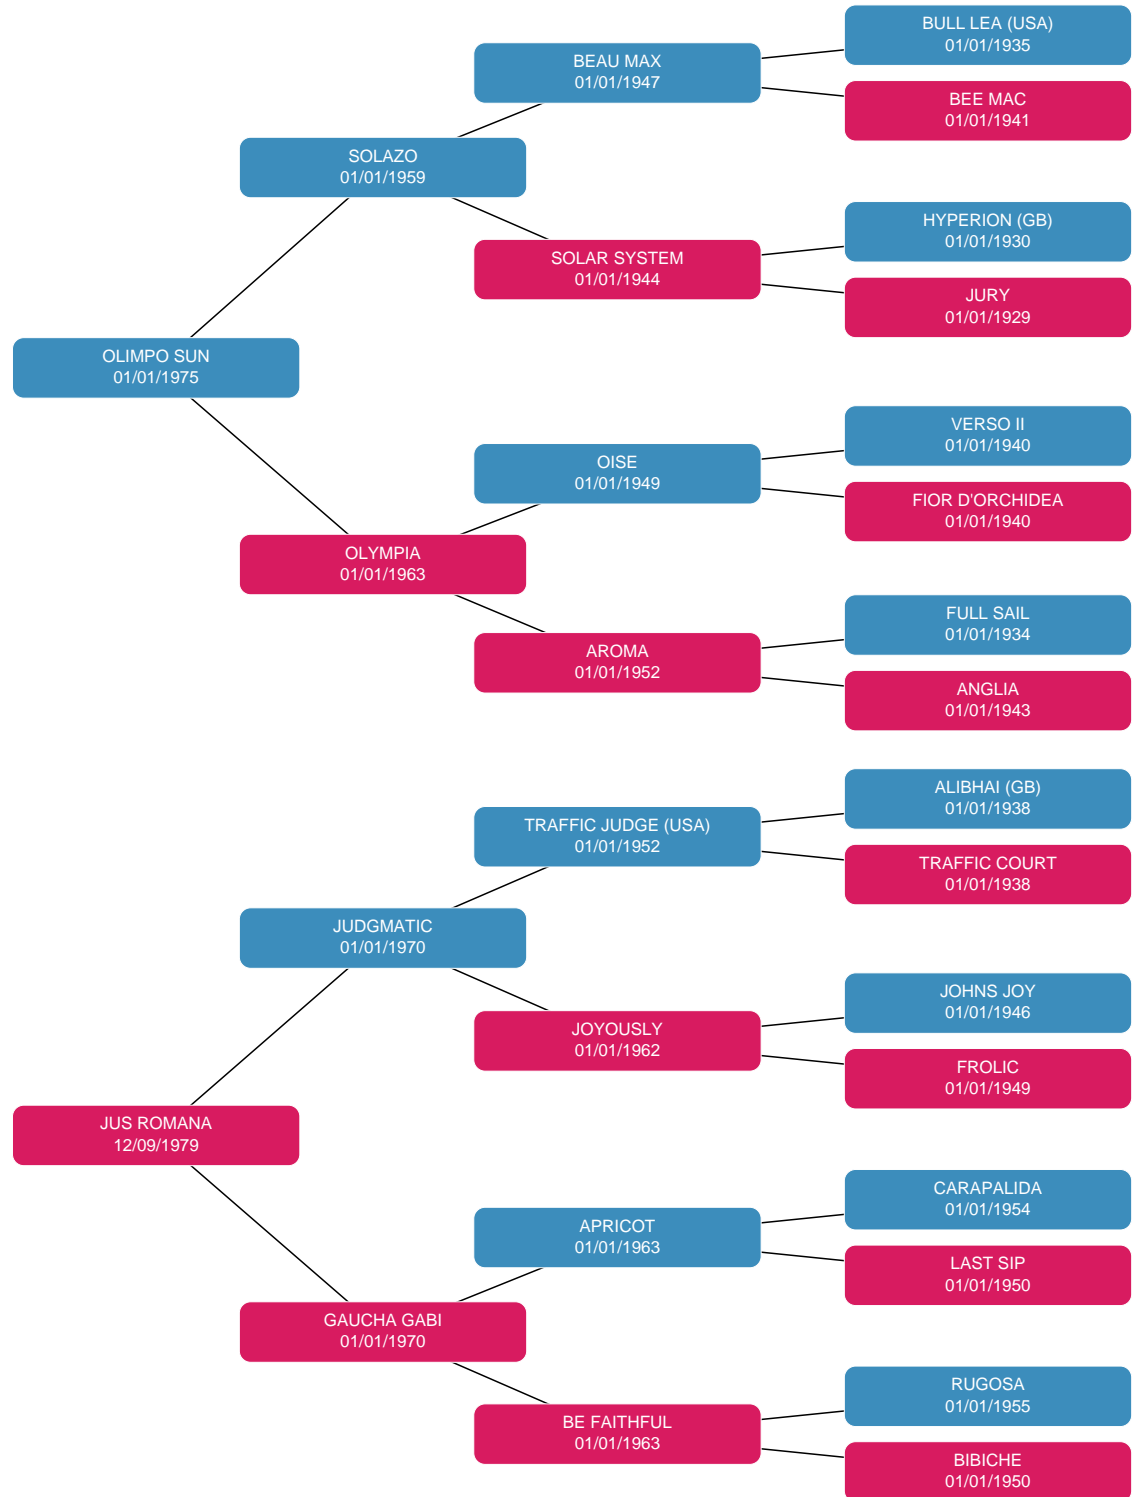 BULL LEA (USA)
01/01/1935
BEAU MAX
01/01/1947
BEE MAC
01/01/1941
SOLAZO
01/01/1959
HYPERION (GB)
01/01/1930
SOLAR SYSTEM
01/01/1944
JURY
01/01/1929
OLIMPO SUN
01/01/1975
VERSO II
01/01/1940
OISE
01/01/1949
FIOR D'ORCHIDEA
01/01/1940
OLYMPIA
01/01/1963
FULL SAIL
01/01/1934
AROMA
01/01/1952
ANGLIA
01/01/1943
ALIBHAI (GB)
01/01/1938
TRAFFIC JUDGE (USA)
01/01/1952
TRAFFIC COURT
01/01/1938
JUDGMATIC
01/01/1970
JOHNS JOY
01/01/1946
JOYOUSLY
01/01/1962
FROLIC
01/01/1949
JUS ROMANA
12/09/1979
CARAPALIDA
01/01/1954
APRICOT
01/01/1963
LAST SIP
01/01/1950
GAUCHA GABI
01/01/1970
RUGOSA
01/01/1955
BE FAITHFUL
01/01/1963
BIBICHE
01/01/1950